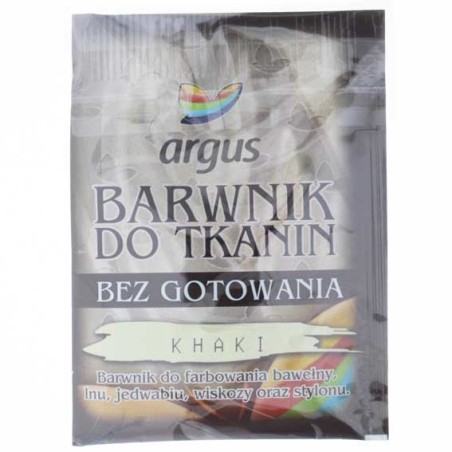 argus
BARWNIK
DO TKANIN
BEZ GOTOWANIA
KHAKI
Barwnik do farbowania bawełny,
lnu, jedwabiu, wiskozy oraz stylonu.